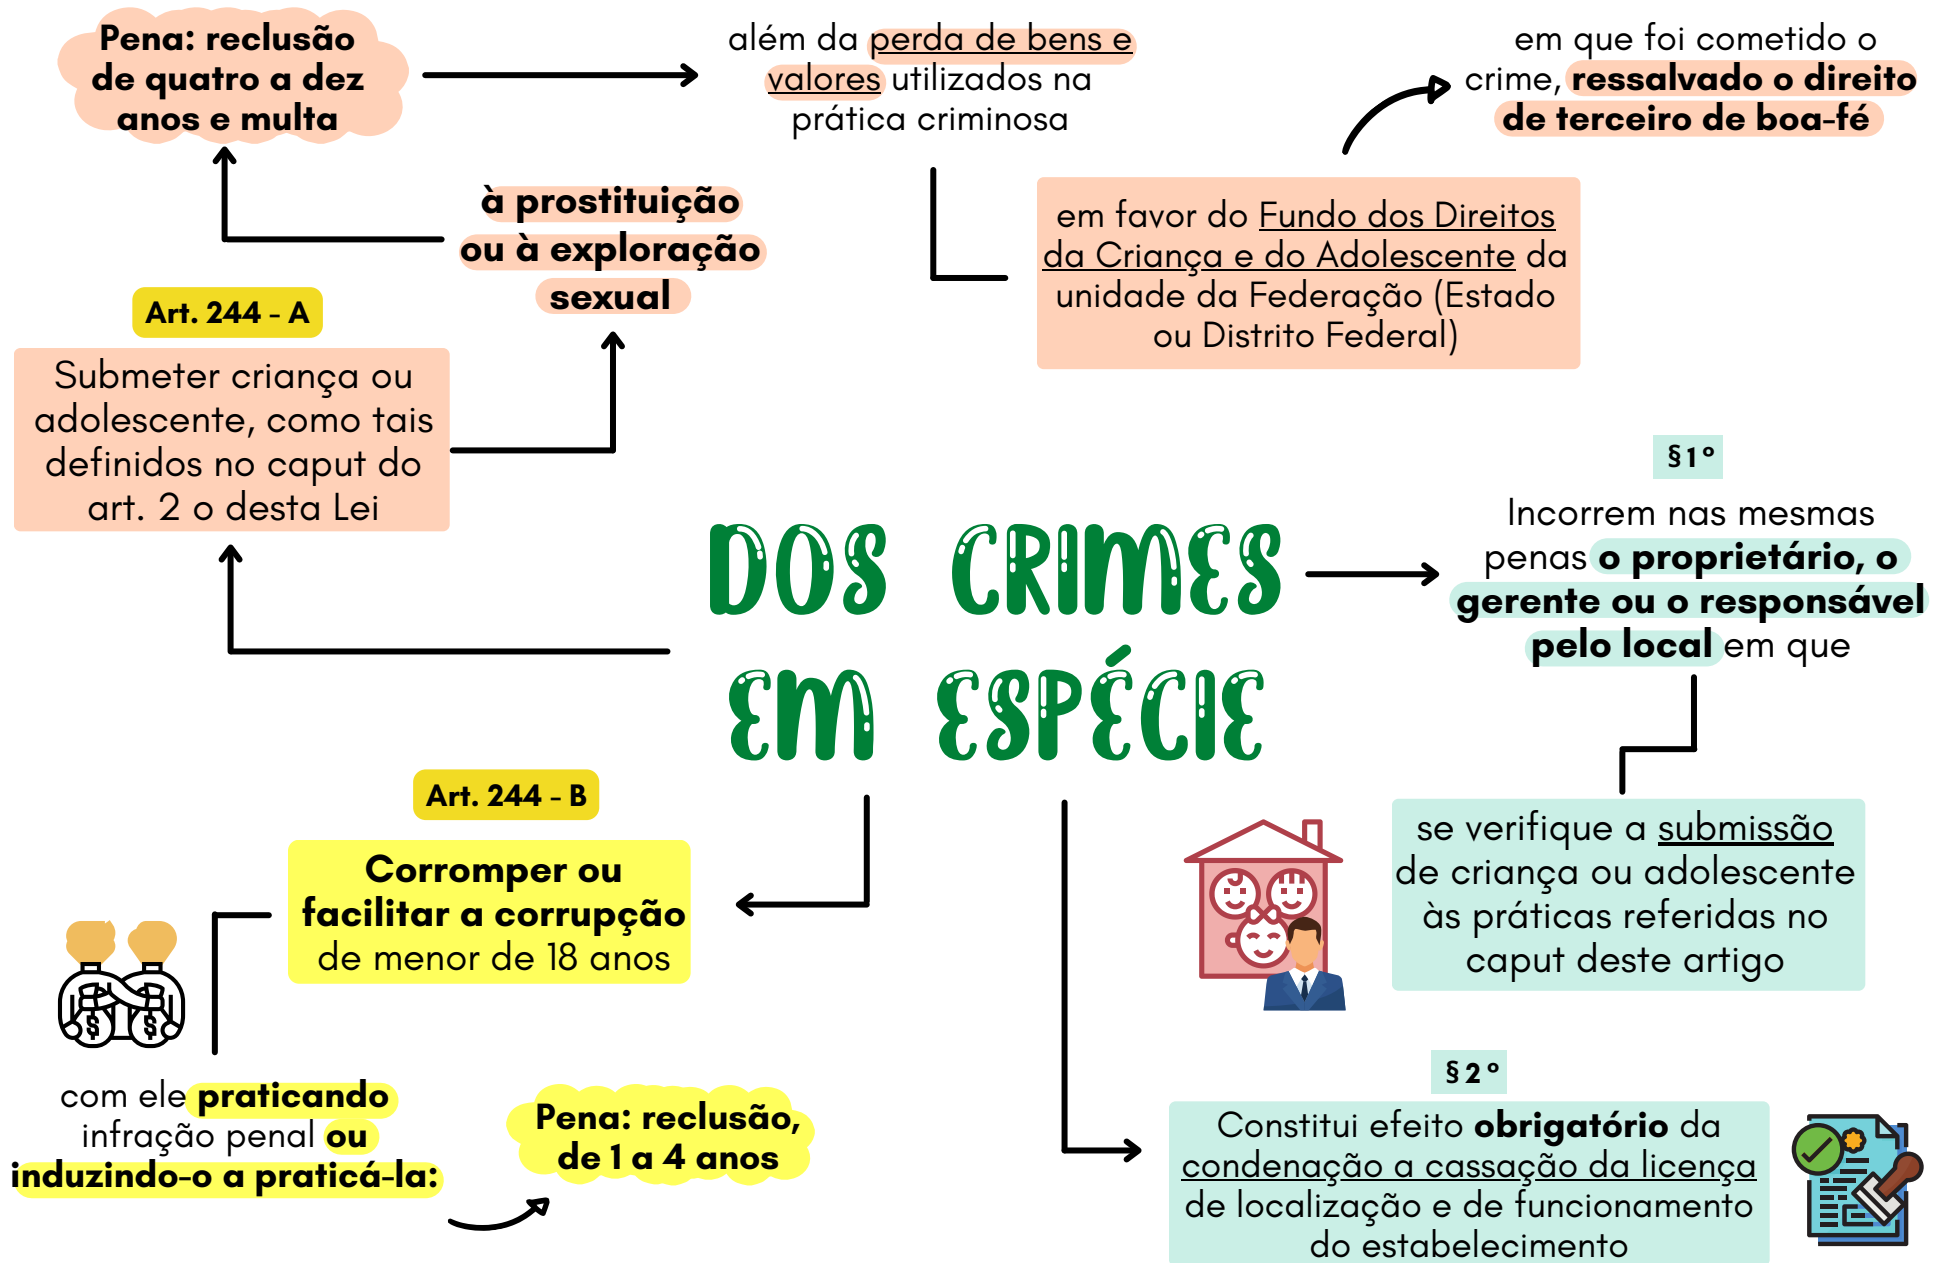 Pena: reclusão
de quatro a dez
anos e multa
além da perda de bens e
valores utilizados na
prática criminosa
em que foi cometido o
crime, ressalvado o direito
de terceiro de boa-fé
à prostituição
ou à exploração
sexual
em favor do Fundo dos Direitos
da Criança e do Adolescente da
unidade da Federação (Estado
ou Distrito Federal)
Art. 244 - A
Submeter criança ou
adolescente, como tais
definidos no caput do
art. 2 o desta Lei
DOS CRIMES
EM ESPÉCIE
§ 1 º
Incorrem nas mesmas
penas o proprietário, o
gerente ou o responsável
pelo local em que
se verifique a submissão
de criança ou adolescente
às práticas referidas no
caput deste artigo
Art. 244 - B
Corromper ou
facilitar a corrupção
de menor de 18 anos
$ $
com ele praticando
infração penal ou
induzindo-o a praticá-la:
Pena: reclusão,
de 1 a 4 anos
§ 2 º
Constitui efeito obrigatório da
condenação a cassação da licença
de localização e de funcionamento
do estabelecimento